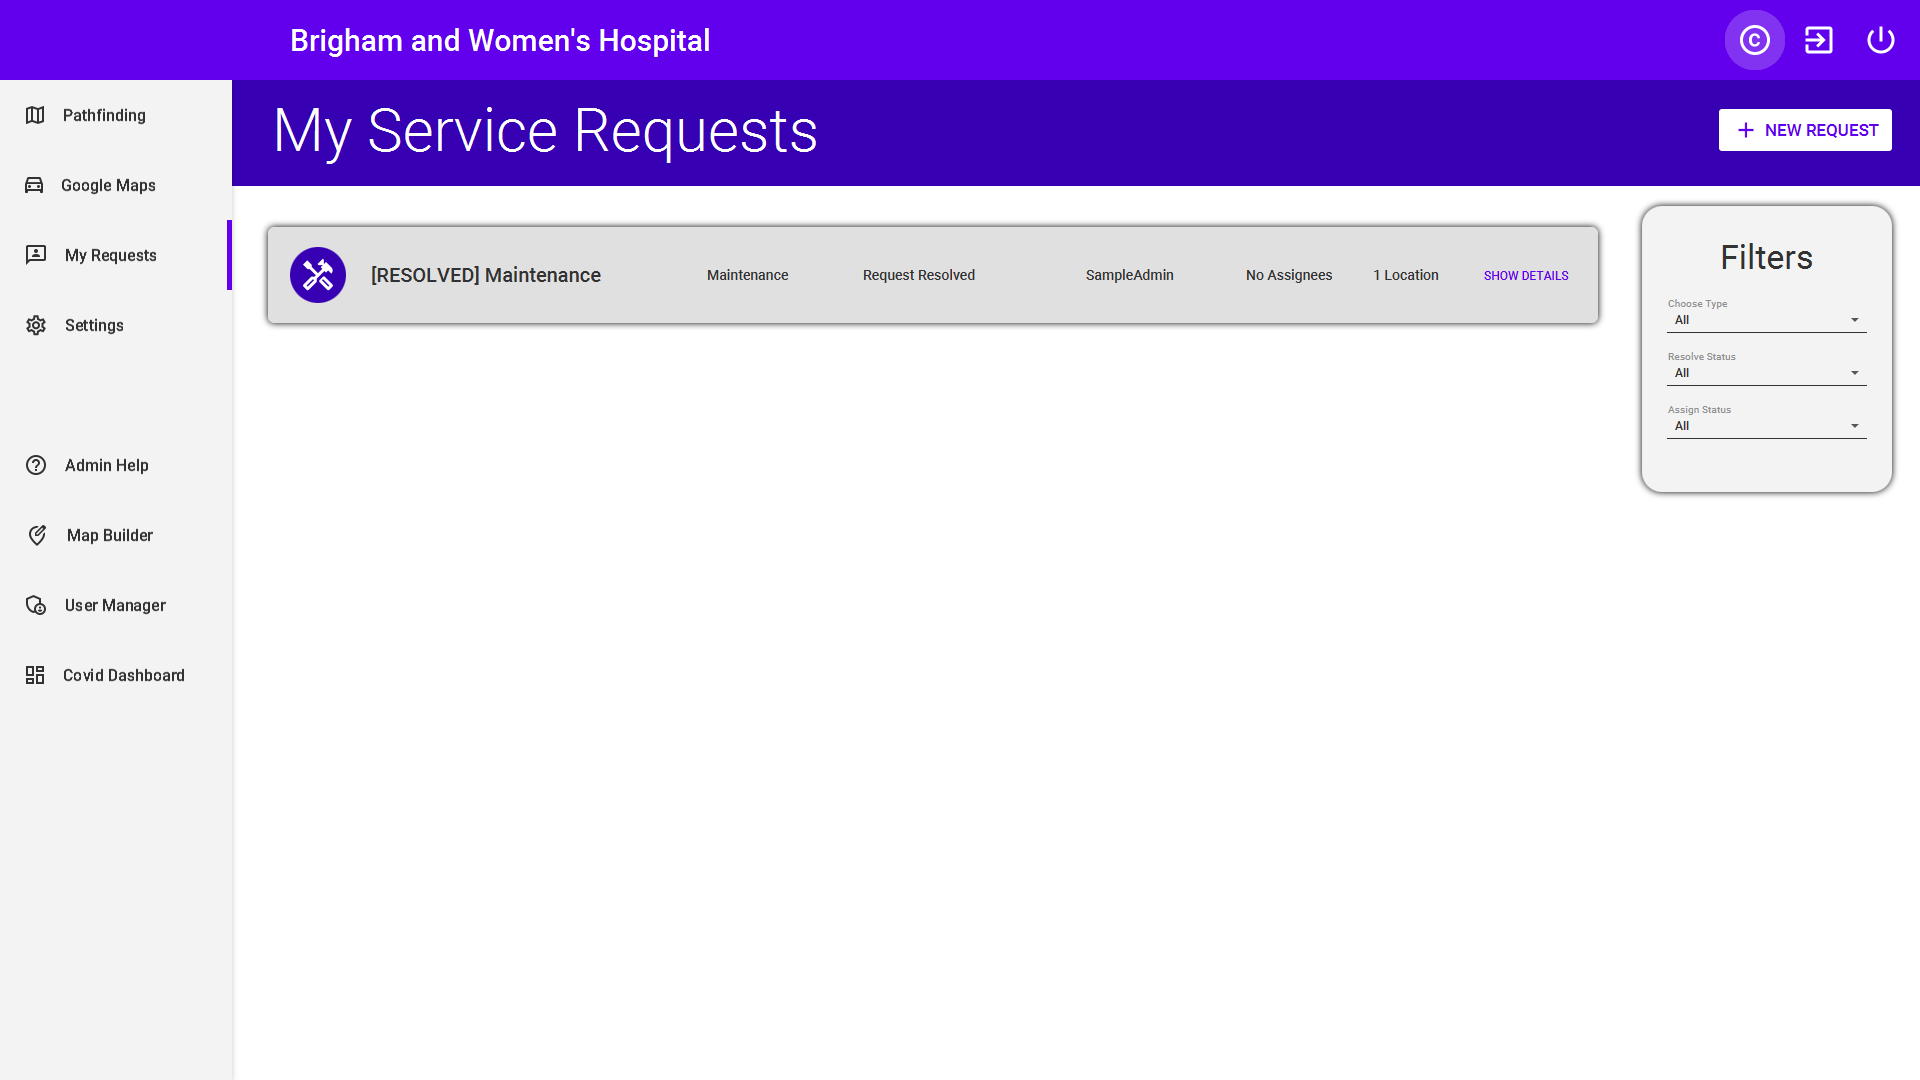 Brigham and Women's Hospital
C
Pathfinding
Google Maps
My Requests
Settings
Admin Help
Map Builder
User Manager
Covid Dashboard
My Service Requests
+ NEW REQUEST
[RESOLVED] Maintenance Maintenance Request Resolved SampleAdmin No Assignees 1 Location SHOW DETAILS
Filters
Choose Type
All
Resolve Status
All
Assign Status
All